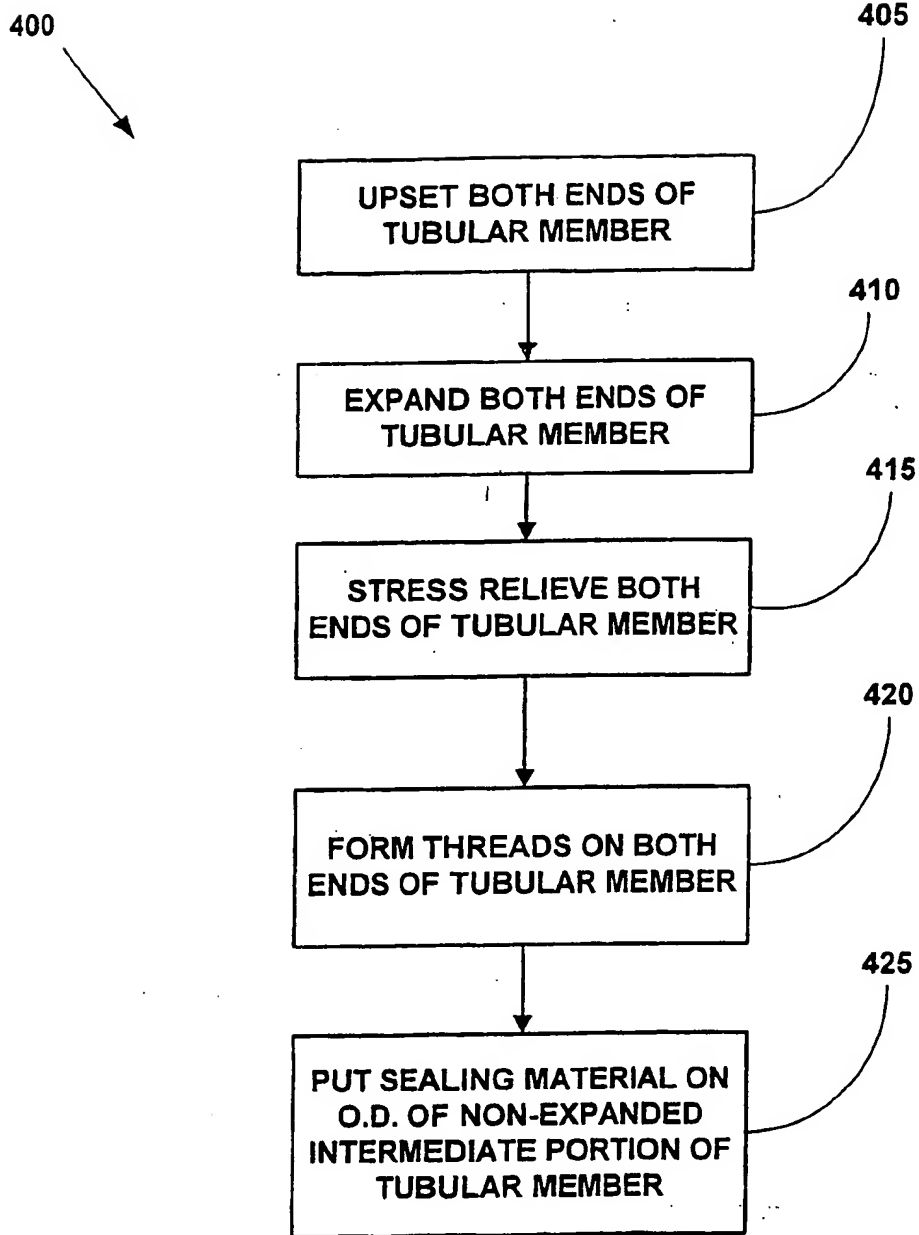 400
405
UPSET BOTH ENDS OF
TUBULAR MEMBER
410
EXPAND BOTH ENDS OF
TUBULAR MEMBER
415
STRESS RELIEVE BOTH
ENDS OF TUBULAR MEMBER
420
FORM THREADS ON BOTH
ENDS OF TUBULAR MEMBER
425
PUT SEALING MATERIAL ON
O.D. OF NON-EXPANDED
INTERMEDIATE PORTION OF
TUBULAR MEMBER